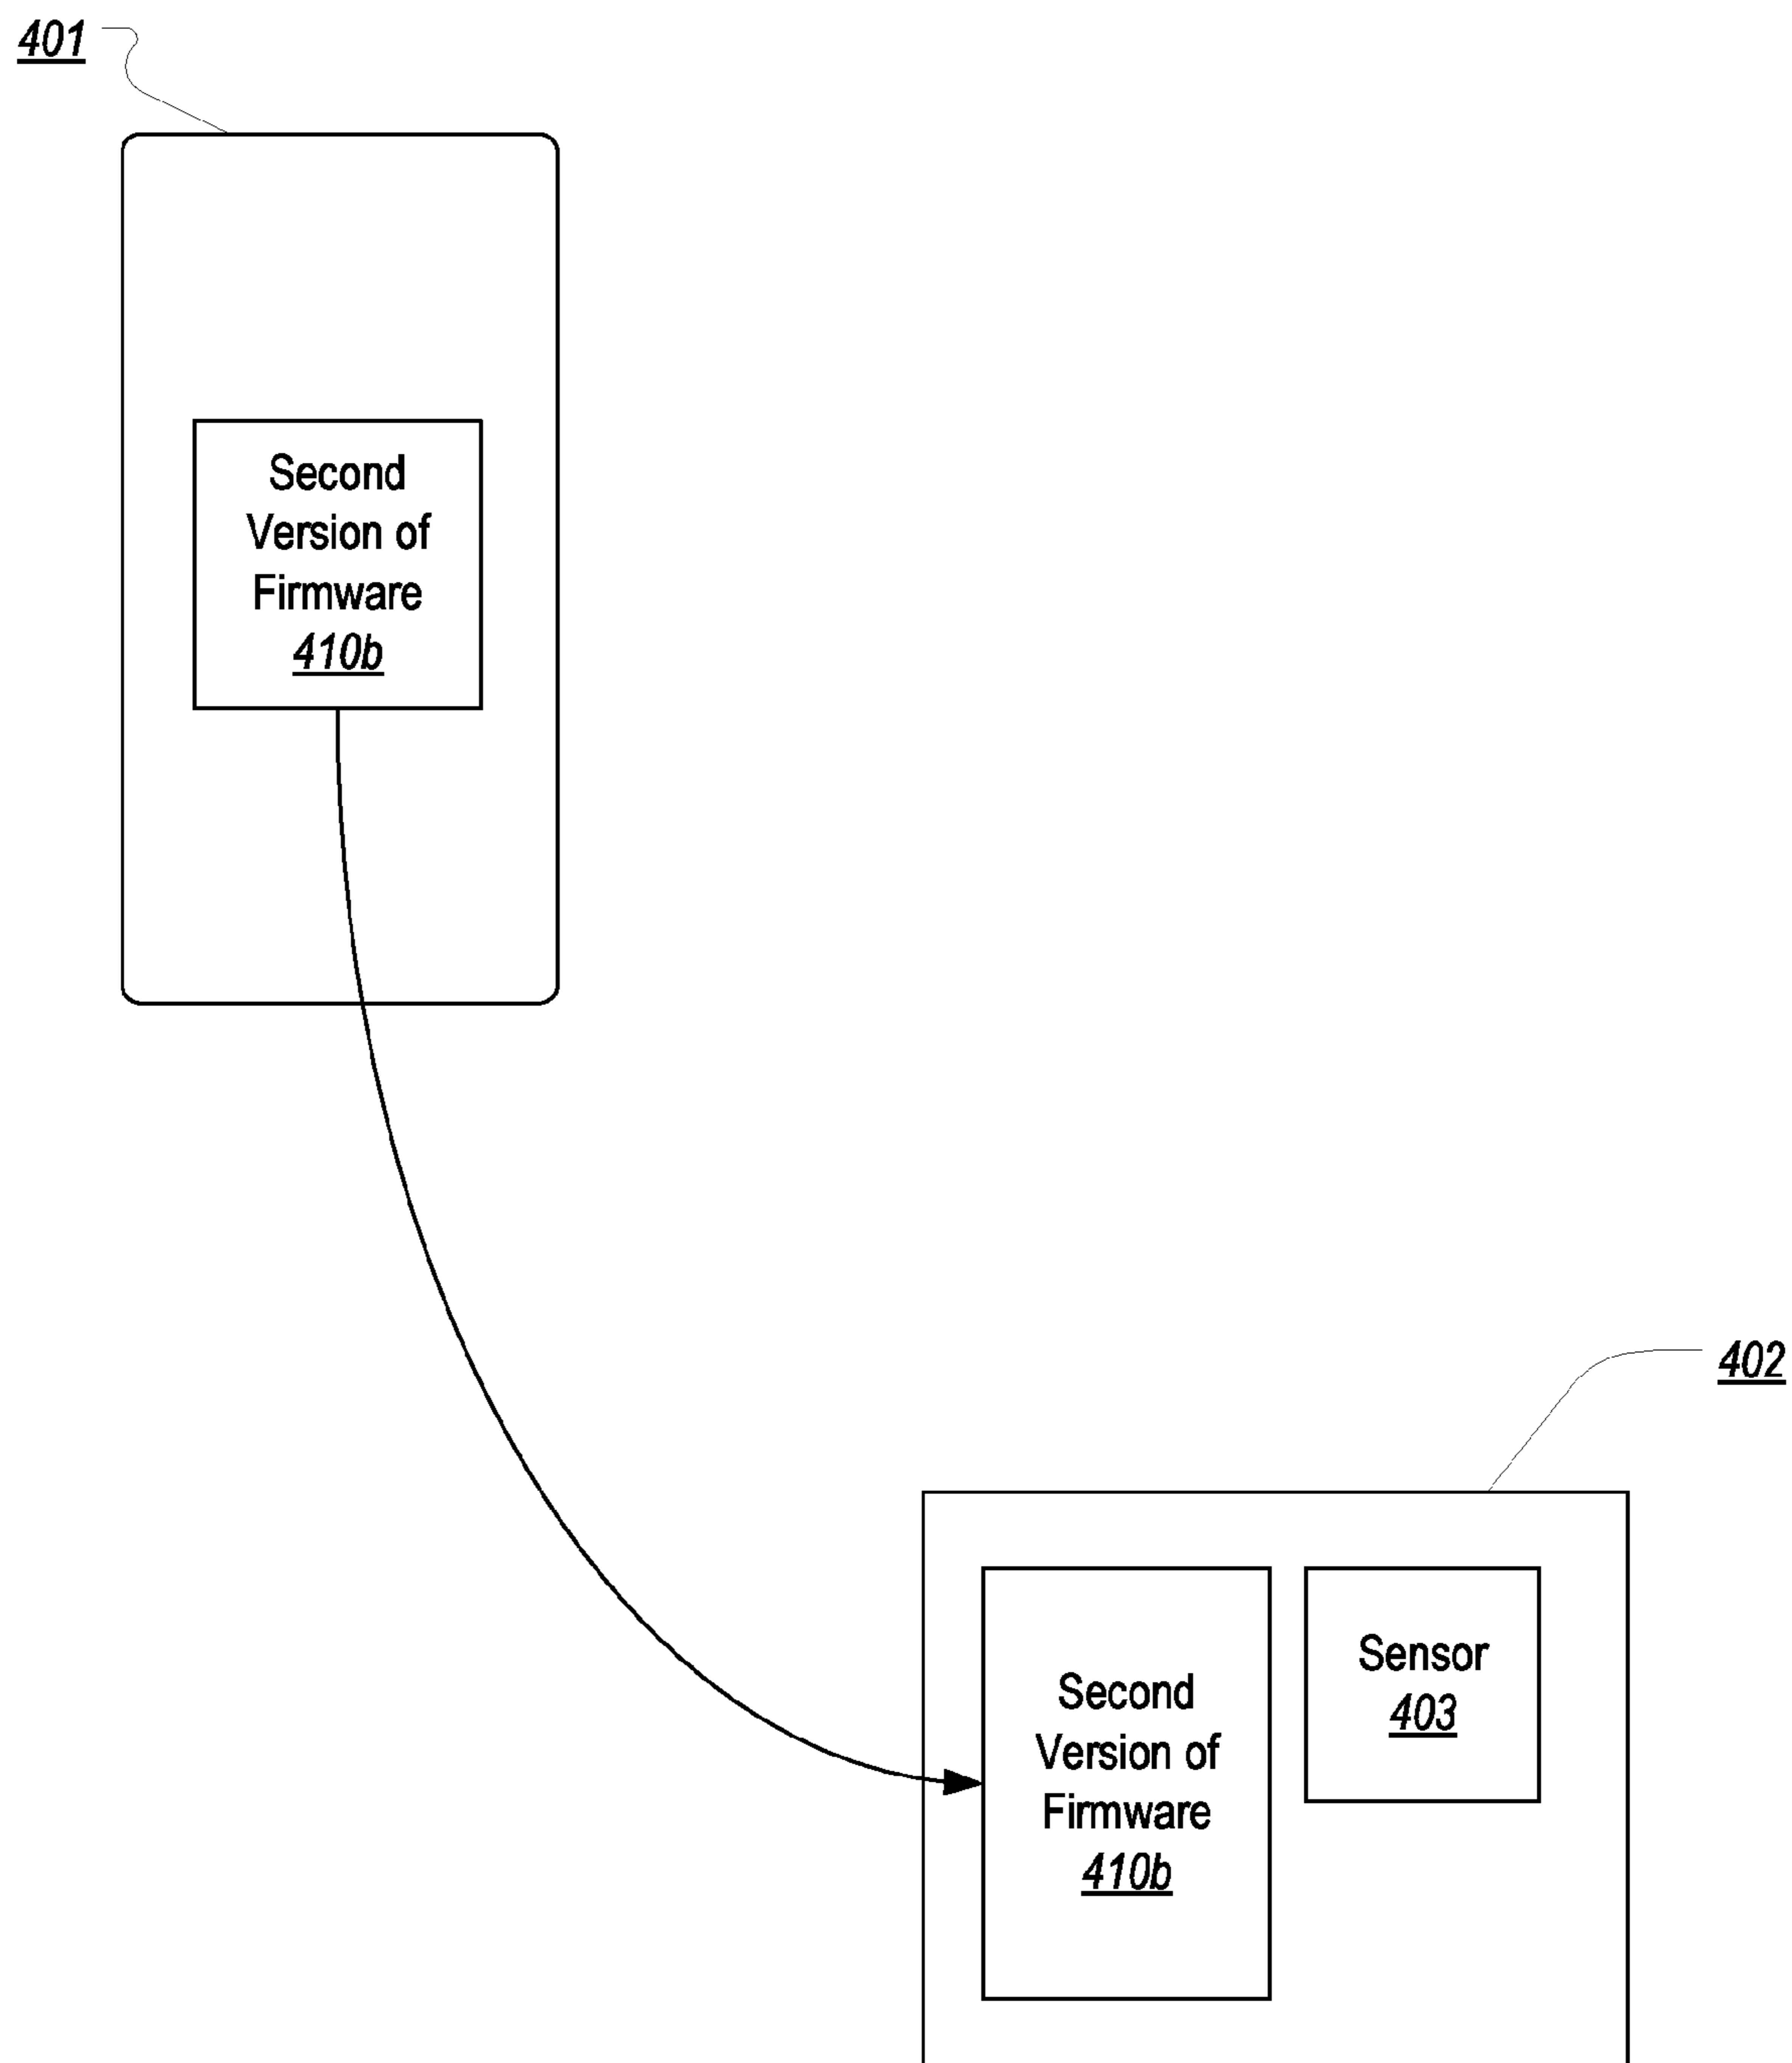 401
Second
Version of
Firmware
410b
402
Second
Version of
Firmware
410b
Sensor
403